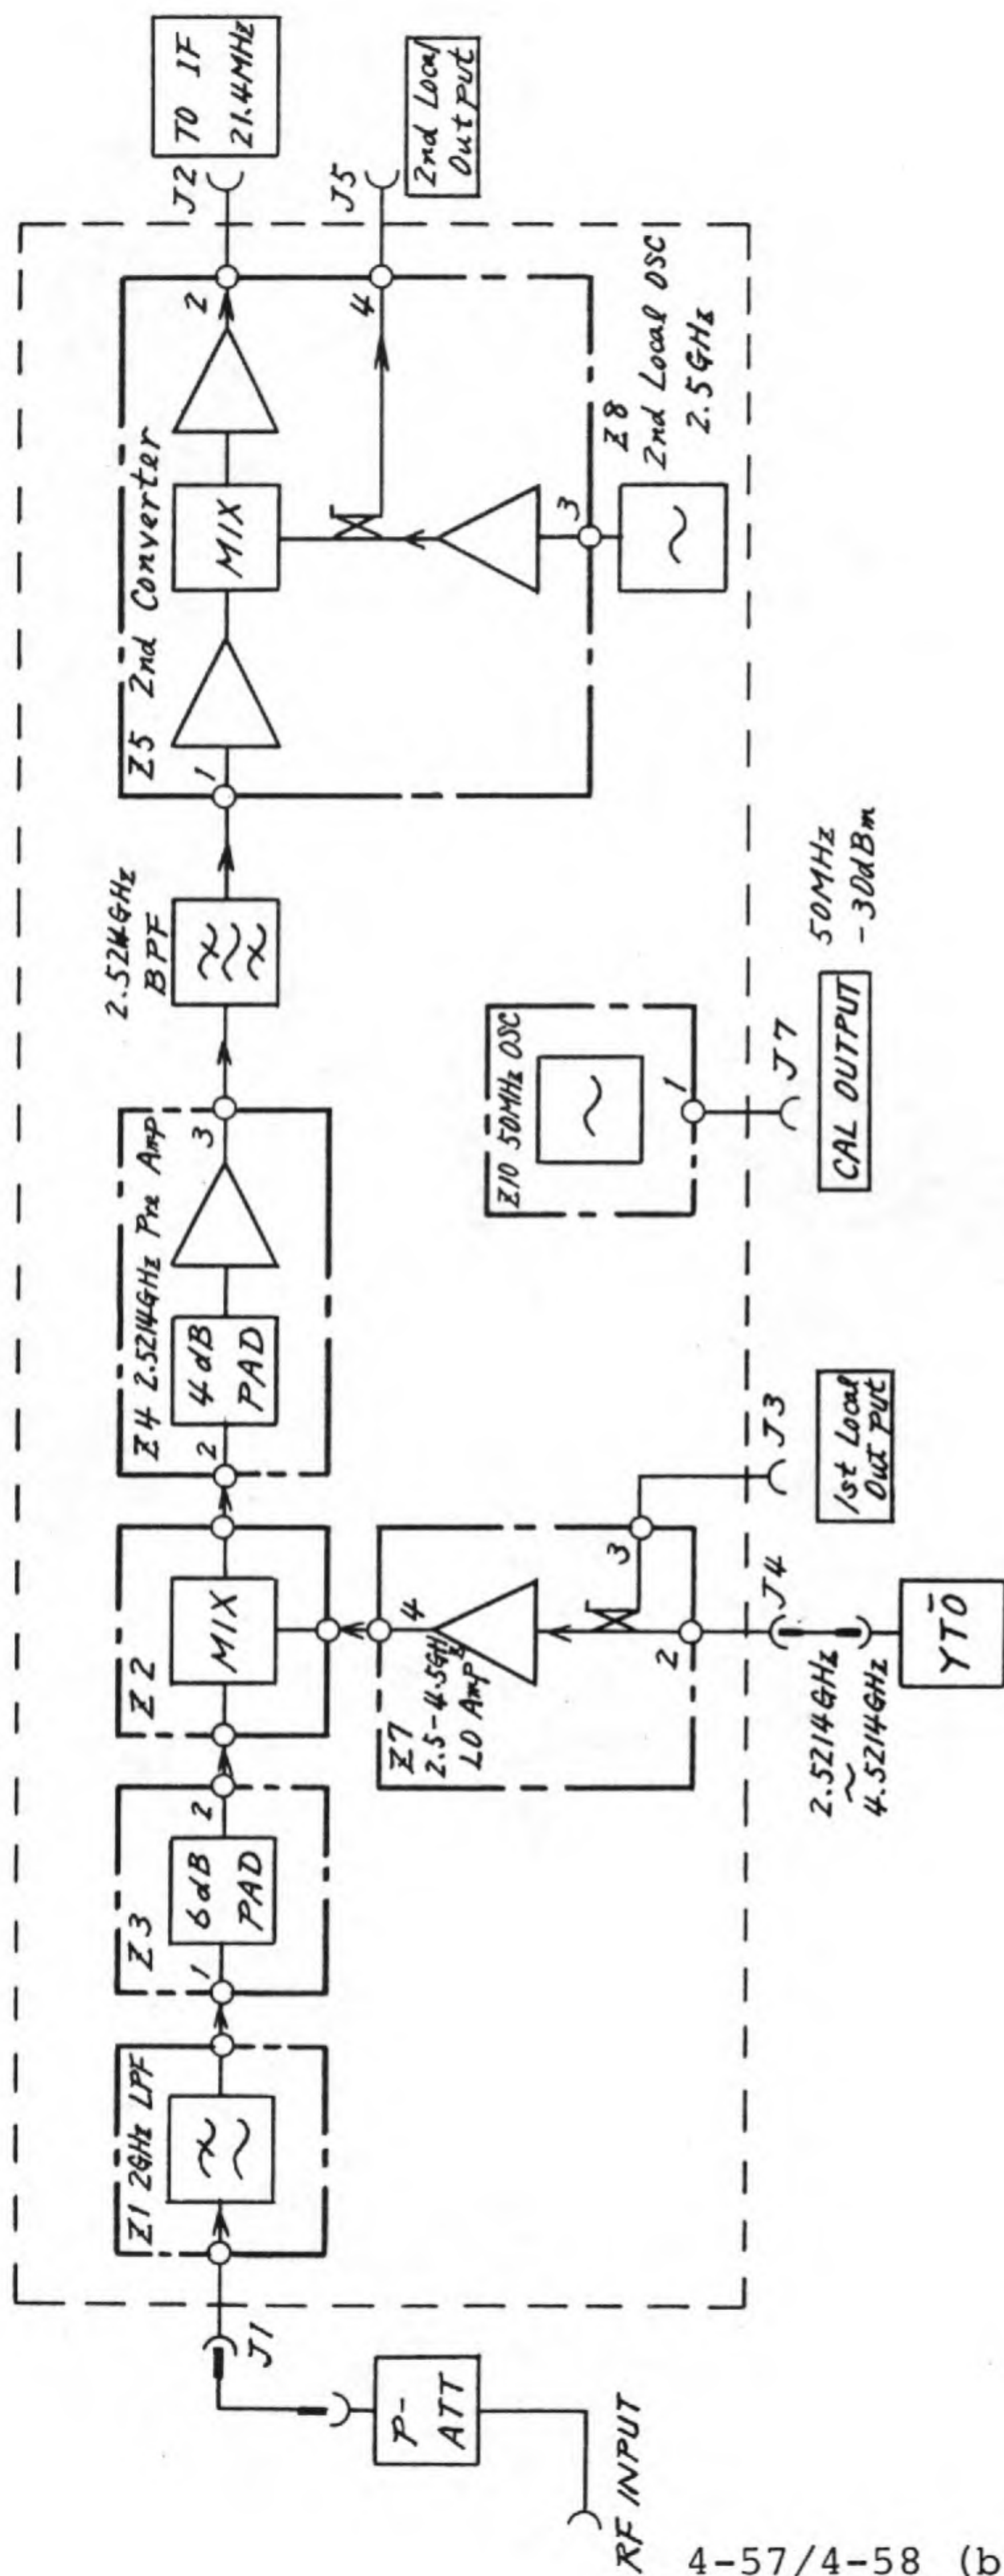 RF INPUT
P-
ATT
J1
Z1 2GHz LPF
Z3
1
6dB
PAD
2
Z2
MIX
Z4 2.5214GHz Pre Amp
2
4dB
PAD
3
2.5214GHz
BPF
Z5 2nd Converter
1
MIX
2
4
3
J2
TO IF
21.4MHz
J5
2nd Local
Output
Z8
2nd Local OSC
2.5GHz
Z7
2.5-4.5GHz
LO Amp
4
3
2
J4
J3
1st Local
Out Put
2.5214GHz
~
4.5214GHz
YTO
Z10 50MHz OSC
1
J7
CAL OUTPUT
50MHz
-30dBm
4-57/4-58 (b